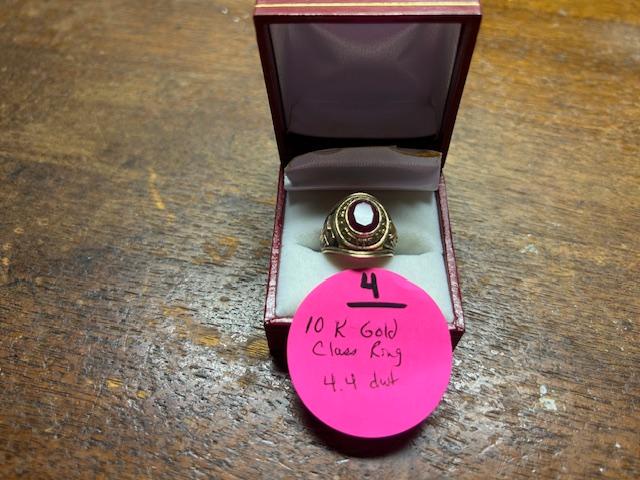 4
10 K Gold
Class Ring
4.4 dwt